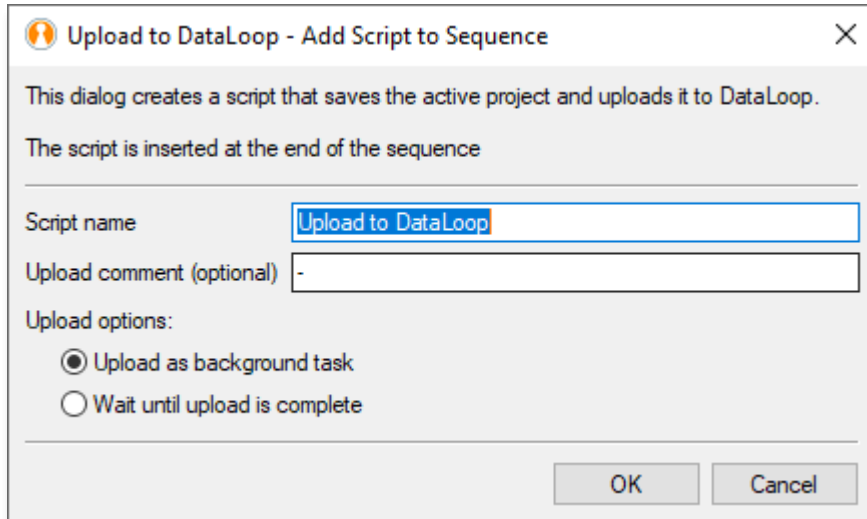 Upload to DataLoop - Add Script to Sequence
This dialog creates a script that saves the active project and uploads it to DataLoop.
The script is inserted at the end of the sequence
Script name
Upload to DataLoop
Upload comment (optional)
-
Upload options:
Upload as background task
Wait until upload is complete
OK
Cancel